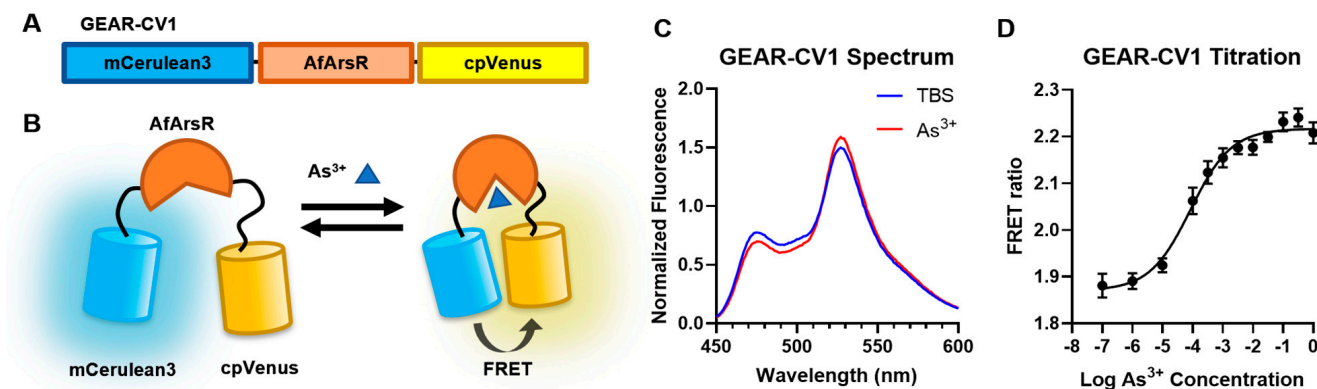 A
GEAR-CV1
mCerulean3 AfArsR cpVenus
B
AfArsR
As³⁺
mCerulean3
cpVenus
FRET
C
GEAR-CV1 Spectrum
TBS
As³⁺
Normalized Fluorescence
2.0
1.5
1.0
0.5
0.0
450 500 550 600
Wavelength (nm)
D
GEAR-CV1 Titration
FRET ratio
2.3
2.2
2.1
2.0
1.9
1.8
-8 -7 -6 -5 -4 -3 -2 -1 0
Log As³⁺ Concentration